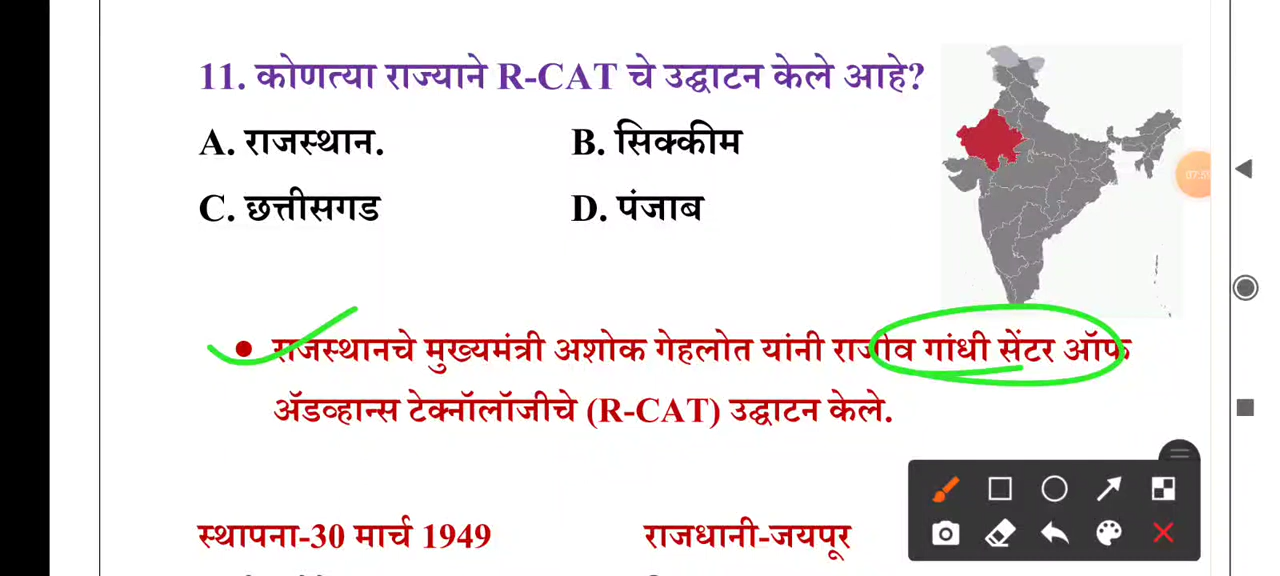 11. कोणत्या राज्याने R-CAT चे उद्घाटन केले आहे?
A. राजस्थान. B. सिक्कीम
C. छत्तीसगड D. पंजाब
● राजस्थानचे मुख्यमंत्री अशोक गेहलोत यांनी राजीव गांधी सेंटर ऑफ
ॲडव्हान्स टेक्नॉलॉजीचे (R-CAT) उद्घाटन केले.
स्थापना-30 मार्च 1949 राजधानी-जयपूर